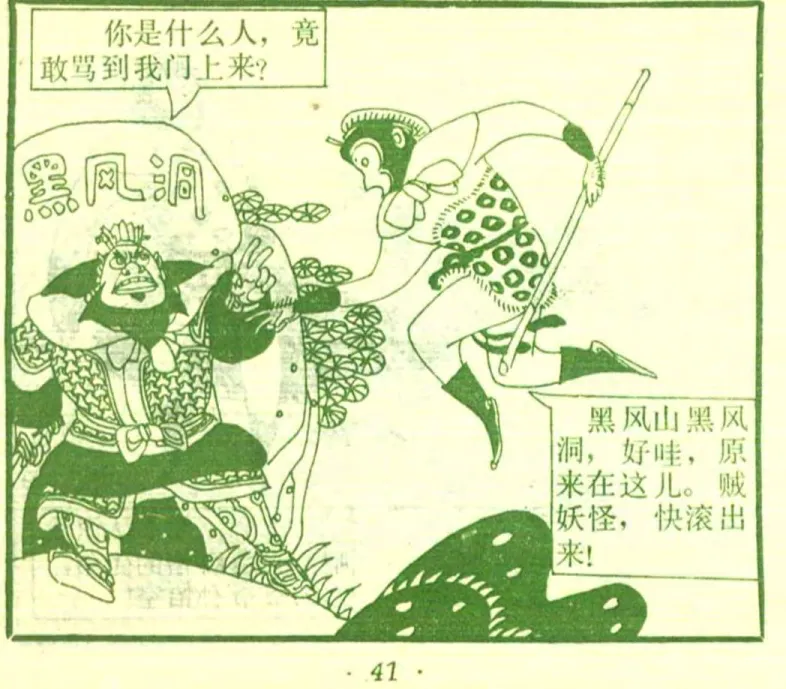 你是什么人，竟
敢骂到我门上来？
黑风洞
黑风山黑风
洞，好哇，原
来在这儿。贼
妖怪，快滚出
来！
· 41 ·